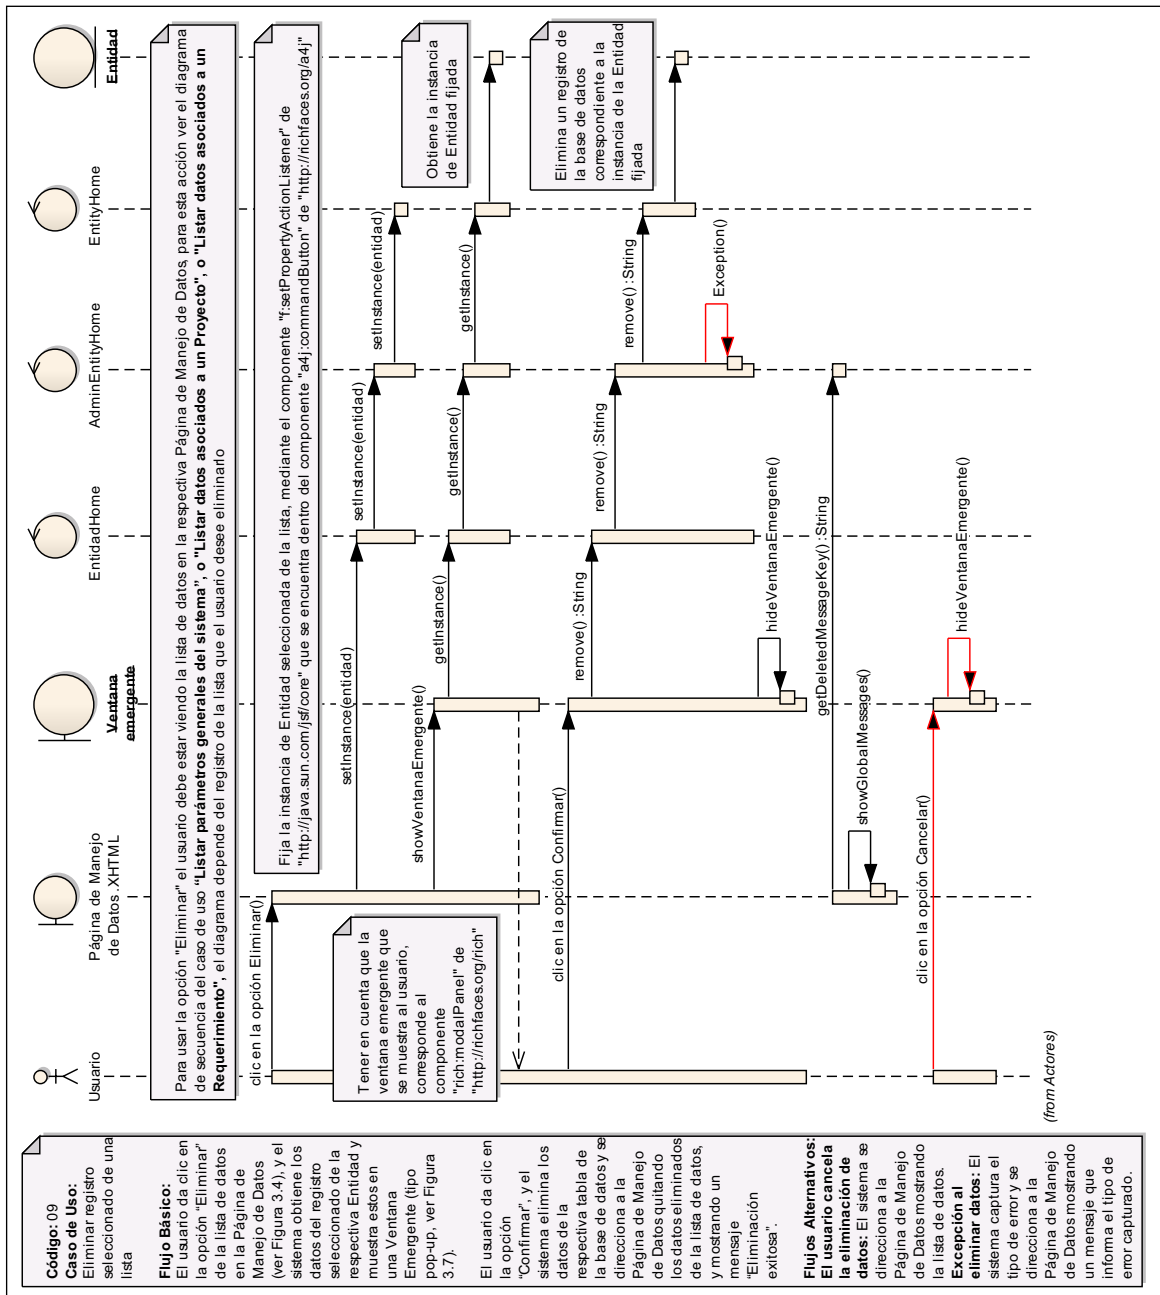 Código: 09
Caso de Uso:
Eliminar registro
seleccionado de una
lista
Flujo Básico:
El usuario da clic en
la opción "Eliminar"
de la lista de datos
en la Página de
Manejo de Datos
(ver Figura 3.4), y el
sistema obtiene los
datos del registro
seleccionado de la
respectiva Entidad y
muestra estos en
una Ventana
Emergente (tipo
pop-up, ver Figura
3.7).
El usuario da clic en
la opción
"Confirmar", y el
sistema elimina los
datos de la
respectiva tabla de
la base de datos y se
direcciona a la
Página de Manejo
de Datos quitando
los datos eliminados
de la lista de datos,
y mostrando un
mensaje
"Eliminación
exitosa".
Flujos Alternativos:
El usuario cancela
la eliminación de
datos: El sistema se
direcciona a la
Página de Manejo
de Datos mostrando
la lista de datos.
Excepción al
eliminar datos: El
sistema captura el
tipo de error y se
direcciona a la
Página de Manejo
de Datos mostrando
un mensaje que
informa el tipo de
error capturado.
Usuario
Página de Manejo
de Datos .XHTML
Ventana
emergente
EntidadHome
AdminEntityHome
EntityHome
Entidad
Para usar la opción "Eliminar" el usuario debe estar viendo la lista de datos en la respectiva Página de Manejo de Datos, para esta acción ver el diagrama
de secuencia del caso de uso "Listar parámetros generales del sistema", o "Listar datos asociados a un Proyecto", o "Listar datos asociados a un
Requerimiento", el diagrama depende del registro de la lista que el usuario desee eliminarlo
clic en la opción Eliminar()
Fija la instancia de Entidad seleccionada de la lista, mediante el componente "f:setPropertyActionListener" de
"http://java.sun.com/jsf/core" que se encuentra dentro del componente "a4j:commandButton" de "http://richfaces.org/a4j"
setInstance(entidad)
setInstance(entidad)
setInstance(entidad)
Tener en cuenta que la
ventana emergente que
se muestra al usuario,
corresponde al
componente
"rich:modalPanel" de
"http://richfaces.org/rich"
showVentanaEmergente()
getInstance()
getInstance()
getInstance()
Obtiene la instancia
de Entidad fijada
clic en la opción Confirmar()
remove() :String
remove() :String
remove() :String
Elimina un registro de
la base de datos
correspondiente a la
instancia de la Entidad
fijada
Exception()
hideVentanaEmergente()
getDeletedMessageKey() :String
showGlobalMessages()
clic en la opción Cancelar()
hideVentanaEmergente()
(from Actores)